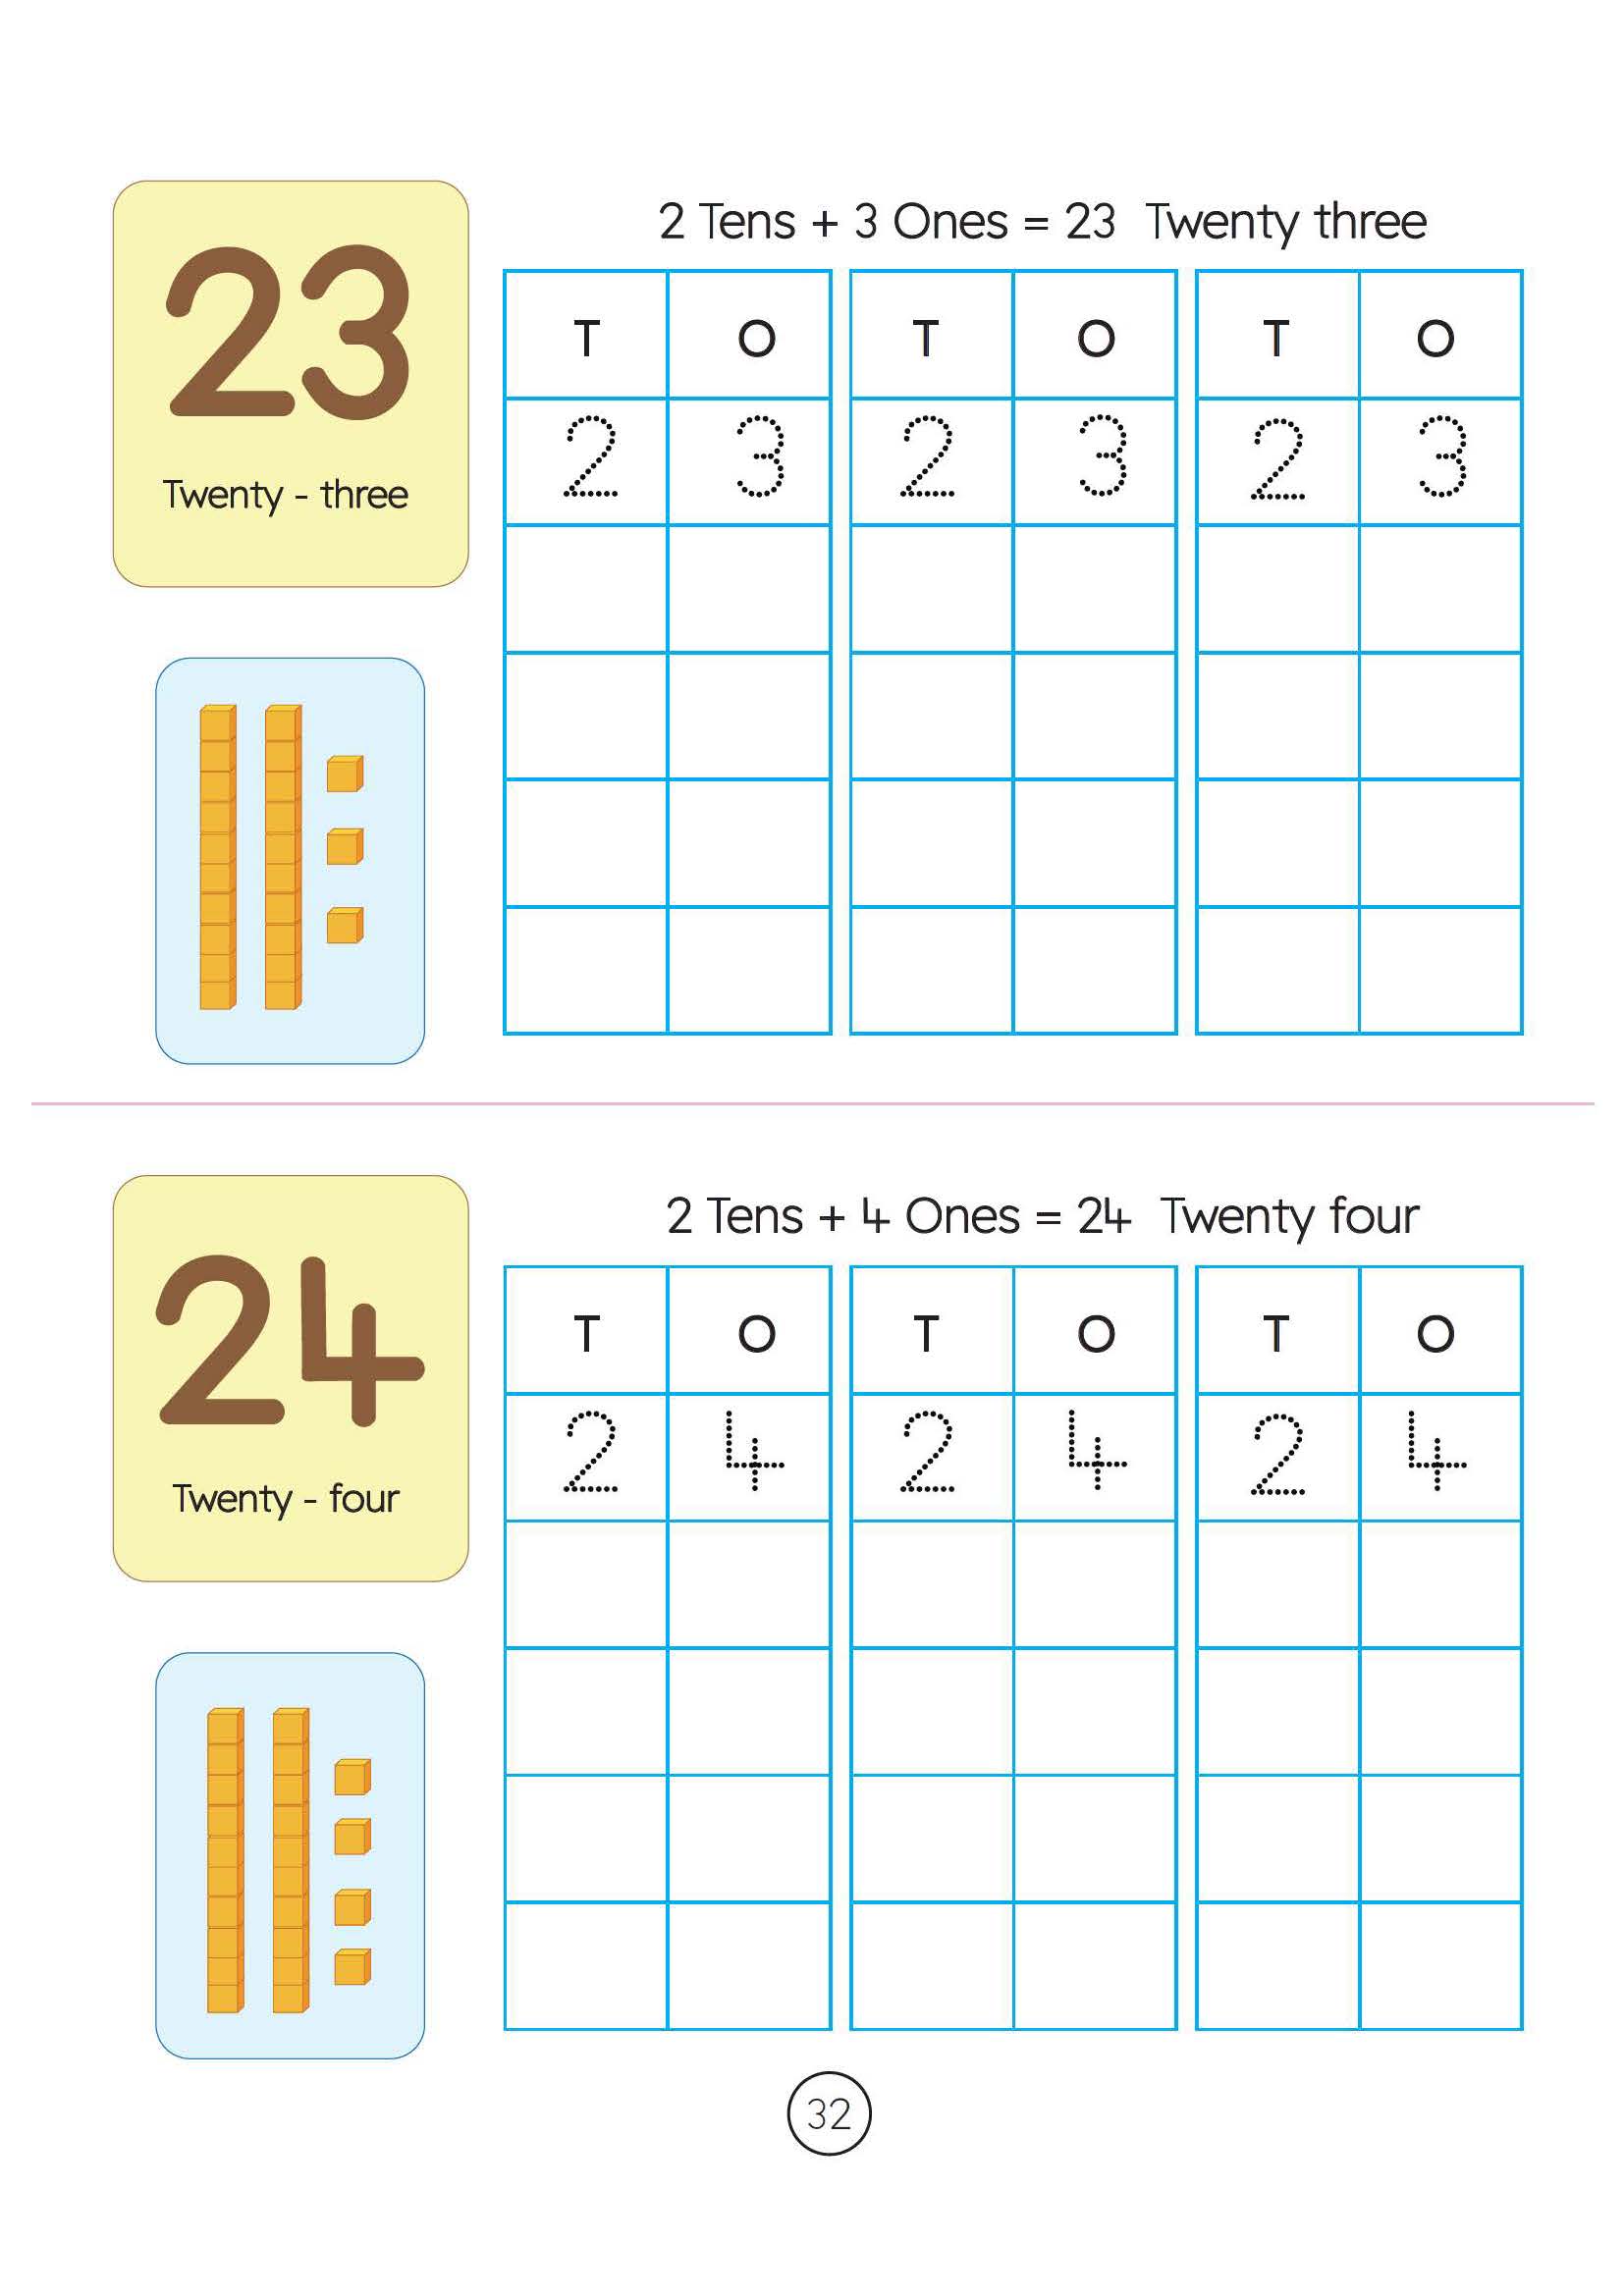 23
Twenty - three
2 Tens + 3 Ones = 23 Twenty three
T O T O T O
2 3 2 3 2 3
24
Twenty - four
2 Tens + 4 Ones = 24 Twenty four
T O T O T O
2 4 2 4 2 4
32